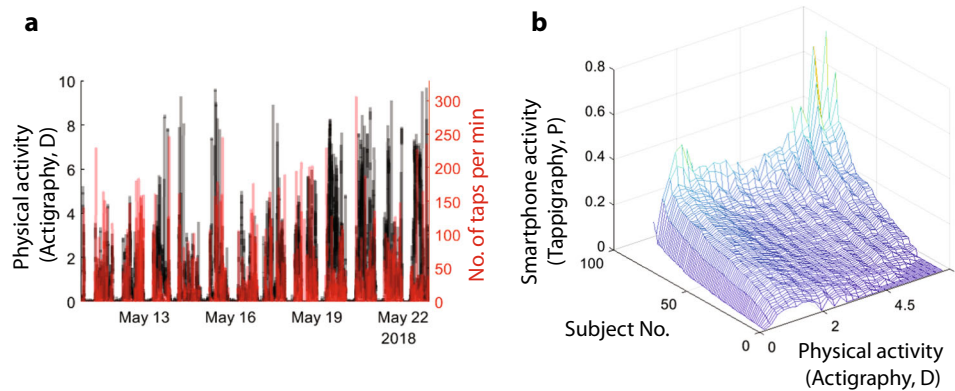 a
Physical activity
(Actigraphy, D)
10
8
6
4
2
0
300
250
200
150
100
50
0
No. of taps per min
May 13
May 16
May 19
May 22
2018
b
Smartphone activity
(Tappigraphy, P)
0.8
0.6
0.4
0.2
0
100
50
0
Subject No.
0
2
4.5
Physical activity
(Actigraphy, D)